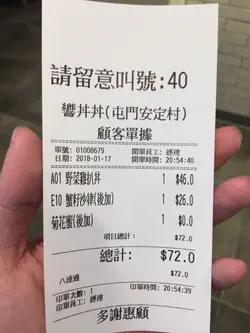 請留意叫號:40
響丼丼(屯門安定村)
顧客單據
單號: 01008679 開單員工: 經理
日期: 2018-01-17 開單時間: 20:54:40
A01 野菜雞扒丼 1 $46.0
E10 蟹籽沙律(後加) 1 $26.0
菊花蜜(後加) 1 $0.0
項目總計: $72.0
總計: $72.0
八達通 $72.0
印單次數: 1 印單時間: 20:54:39
印單員工: 經理
多謝惠顧